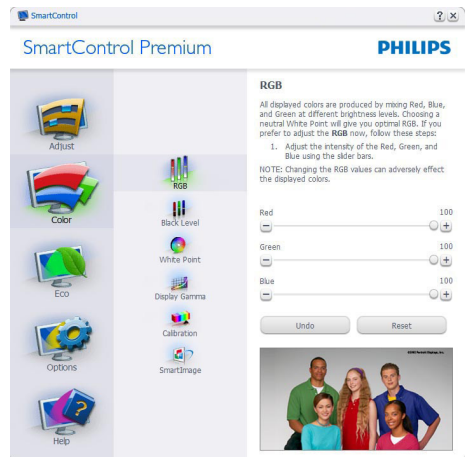 SmartControl
? x
SmartControl Premium
PHILIPS
Adjust
Color
Eco
Options
Help
RGB
Black Level
White Point
Display Gamma
Calibration
SmartImage
RGB
All displayed colors are produced by mixing Red, Blue,
and Green at different brightness levels. Choosing a
neutral White Point will give you optimal RGB. If you
prefer to adjust the RGB now, follow these steps:
1. Adjust the intensity of the Red, Green, and
Blue using the slider bars.
NOTE: Changing the RGB values can adversely effect
the displayed colors.
Red 100
Green 100
Blue 100
Undo Reset